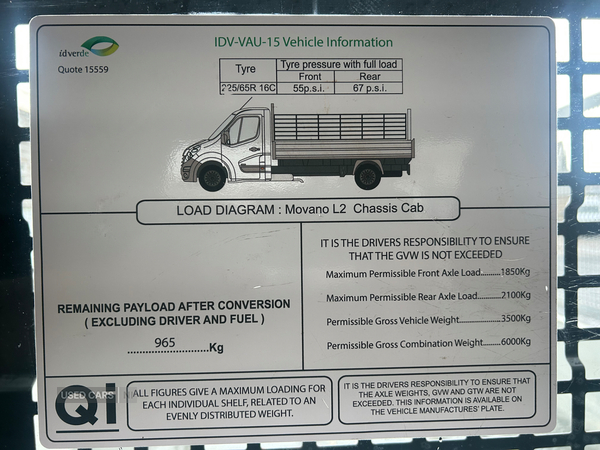 idverde
Quote 15559
IDV-VAU-15 Vehicle Information
Tyre
Tyre pressure with full load
Front
Rear
225/65R 16C
55p.s.i.
67 p.s.i.
LOAD DIAGRAM : Movano L2 Chassis Cab
REMAINING PAYLOAD AFTER CONVERSION
( EXCLUDING DRIVER AND FUEL )
965
............................Kg
IT IS THE DRIVERS RESPONSIBILITY TO ENSURE
THAT THE GVW IS NOT EXCEEDED
Maximum Permissible Front Axle Load.........1850Kg
Maximum Permissible Rear Axle Load........2100Kg
Permissible Gross Vehicle Weight...............3500Kg
Permissible Gross Combination Weight........6000Kg
Qi
USED CARS
ALL FIGURES GIVE A MAXIMUM LOADING FOR
EACH INDIVIDUAL SHELF, RELATED TO AN
EVENLY DISTRIBUTED WEIGHT.
IT IS THE DRIVERS RESPONSIBILITY TO ENSURE THAT
THE AXLE WEIGHTS, GVW AND GTW ARE NOT
EXCEEDED. THIS INFORMATION IS AVAILABLE ON
THE VEHICLE MANUFACTURES' PLATE.